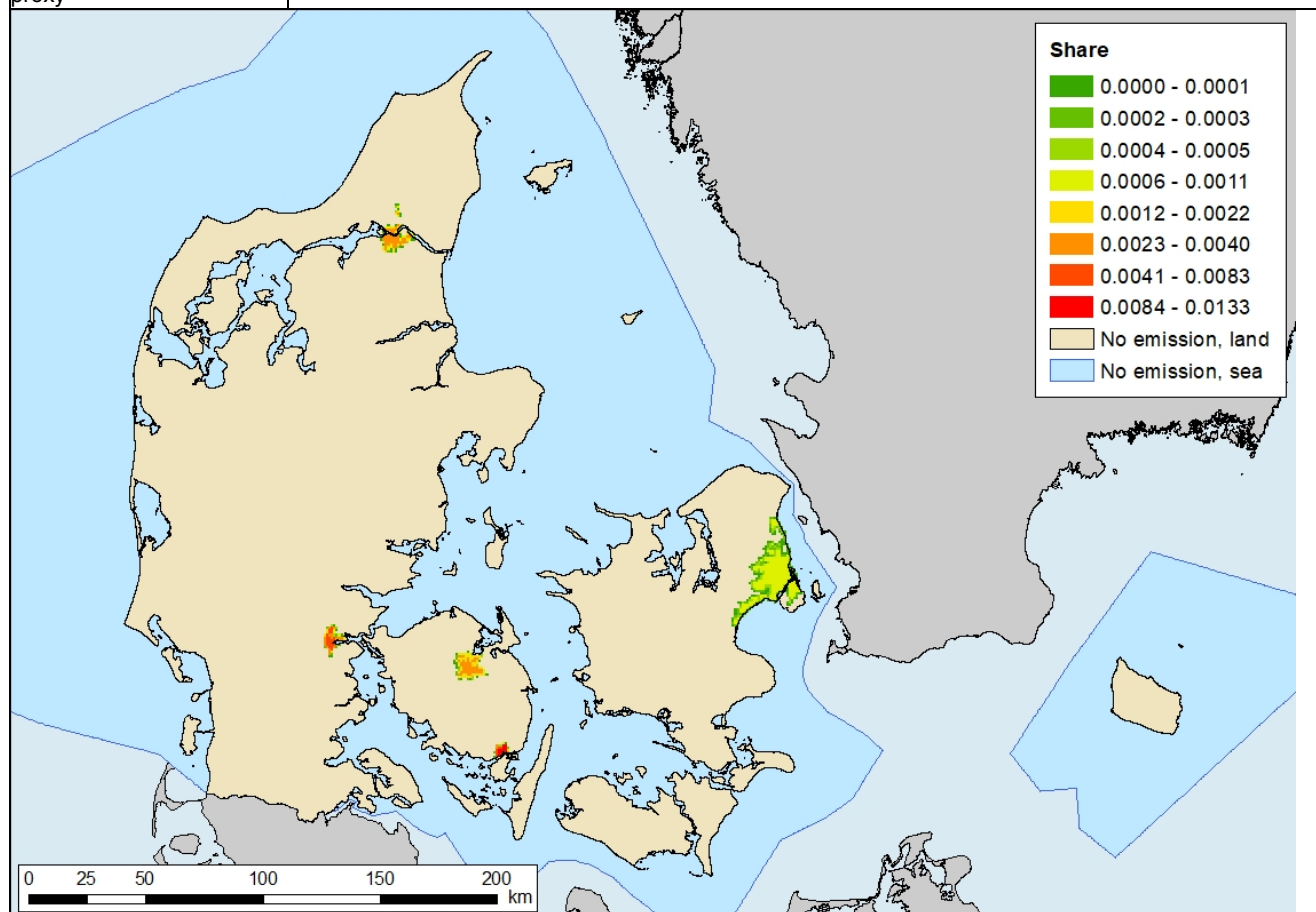 proxy
Share
0.0000 - 0.0001
0.0002 - 0.0003
0.0004 - 0.0005
0.0006 - 0.0011
0.0012 - 0.0022
0.0023 - 0.0040
0.0041 - 0.0083
0.0084 - 0.0133
No emission, land
No emission, sea
0 25 50 100 150 200
km